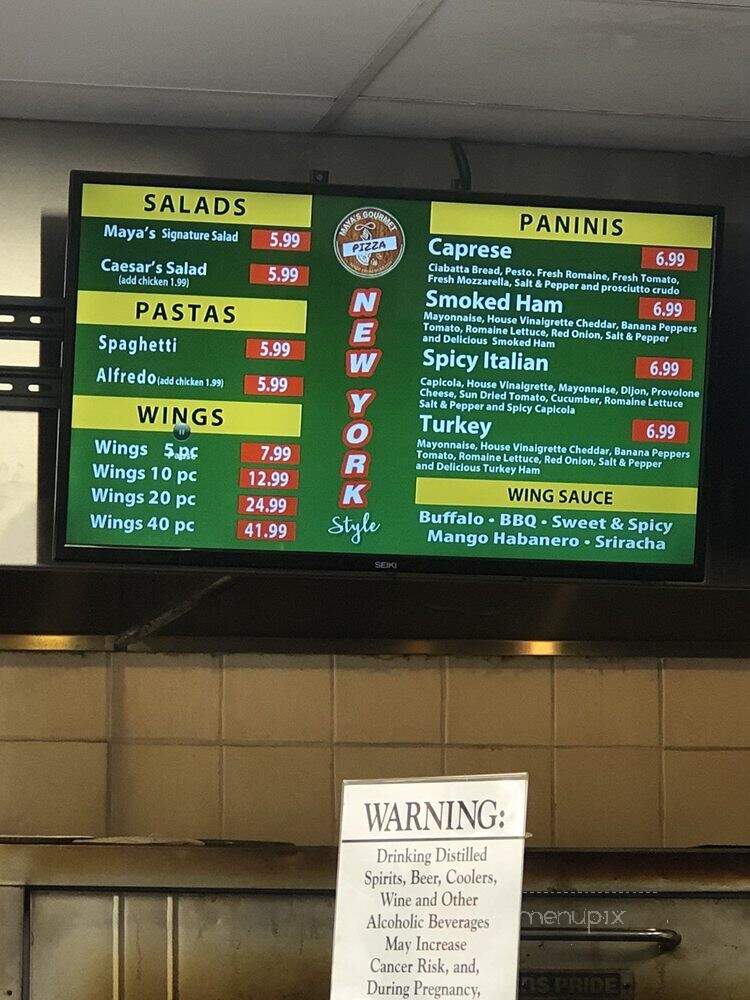 SALADS
Maya's Signature Salad 5.99
Caesar's Salad 5.99
(add chicken 1.99)
PASTAS
Spaghetti 5.99
Alfredo (add chicken 1.99) 5.99
WINGS
Wings 5 pc 7.99
Wings 10 pc 12.99
Wings 20 pc 24.99
Wings 40 pc 41.99
MAYA'S GOURMET
PIZZA
NEW YORK
Style
PANINIS
Caprese 6.99
Ciabatta Bread, Pesto. Fresh Romaine, Fresh Tomato,
Fresh Mozzarella, Salt & Pepper and prosciutto crudo
Smoked Ham 6.99
Mayonnaise, House Vinaigrette Cheddar, Banana Peppers
Tomato, Romaine Lettuce, Red Onion, Salt & Pepper
and Delicious Smoked Ham
Spicy Italian 6.99
Capicola, House Vinaigrette, Mayonnaise, Dijon, Provolone
Cheese, Sun Dried Tomato, Cucumber, Romaine Lettuce
Salt & Pepper and Spicy Capicola
Turkey 6.99
Mayonnaise, House Vinaigrette Cheddar, Banana Peppers
Tomato, Romaine Lettuce, Red Onion, Salt & Pepper
and Delicious Turkey Ham
WING SAUCE
Buffalo • BBQ • Sweet & Spicy
Mango Habanero • Sriracha
SEIKI
WARNING:
Drinking Distilled
Spirits, Beer, Coolers,
Wine and Other
Alcoholic Beverages
May Increase
Cancer Risk, and,
During Pregnancy,
menupix
PRIDE